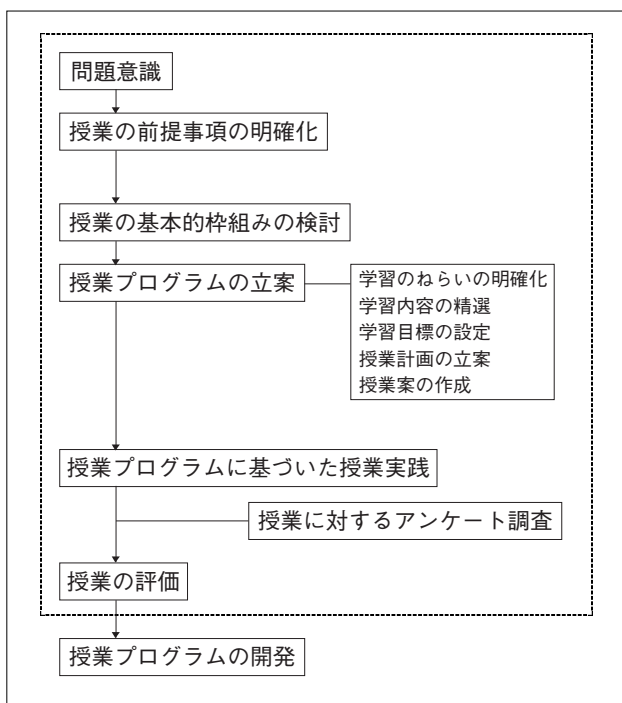 問題意識
授業の前提事項の明確化
授業の基本的枠組みの検討
授業プログラムの立案
学習のねらいの明確化
学習内容の精選
学習目標の設定
授業計画の立案
授業案の作成
授業プログラムに基づいた授業実践
授業に対するアンケート調査
授業の評価
授業プログラムの開発